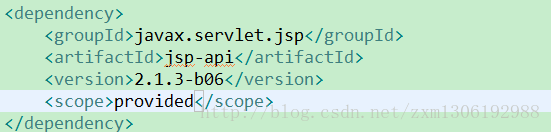 <dependency>
<groupId>javax.servlet.jsp</groupId>
<artifactId>jsp-api</artifactId>
<version>2.1.3-b06</version>
<scope>provided</scope>
http://blog.csdn.net/zxm1306192988
</dependency>